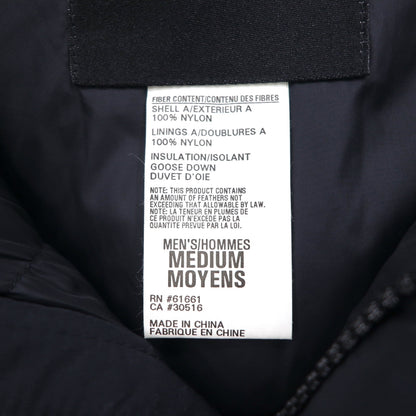 FIBER CONTENT/CONTENU DES FIBRES
SHELL A/EXTERIEUR A
100% NYLON
LININGS A/DOUBLURES A
100% NYLON
INSULATION/ISOLANT
GOOSE DOWN
DUVET D'OIE
NOTE: THIS PRODUCT CONTAINS
AN AMOUNT OF FEATHERS NOT
EXCEEDING THAT ALLOWABLE BY LAW.
NOTE: LA TENEUR EN PLUMES DE
CE PRODUIT N'EXCEDE PAS LA
QUANTITE PREVUE PAR LA LOI.
MEN'S/HOMMES
MEDIUM
MOYENS
RN #61661
CA #30516
MADE IN CHINA
FABRIQUE EN CHINE